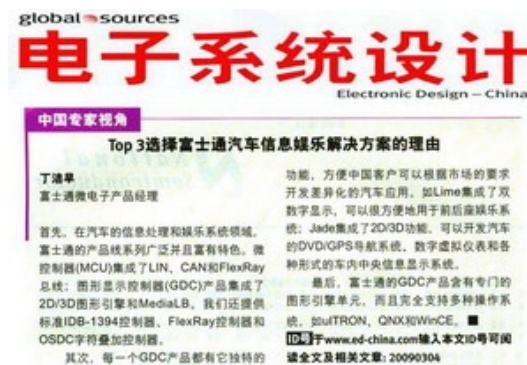 global sources
电子系统设计
Electronic Design – China
中国专家视角
Top 3选择富士通汽车信息娱乐解决方案的理由
丁洁早
富士通微电子产品经理
首先，在汽车的信息处理和娱乐系统领域，
富士通的产品线系列广泛并且富有特色。微
控制器(MCU)集成了LIN、CAN和FlexRay
总线；图形显示控制器(GDC)产品集成了
2D/3D图形引擎和MediaLB。我们还提供
标准IDB-1394控制器、FlexRay控制器和
OSDC字符叠加控制器。
其次，每一个GDC产品都有它独特的
功能，方便中国客户可以根据市场的要求
开发差异化的汽车应用。如Lime集成了双
数字显示，可以很方便地用于前后座娱乐系
统；Jade集成了2D/3D功能，可以开发汽车
的DVD/GPS导航系统、数字虚拟仪表和各
种形式的车内中央信息显示系统。
最后，富士通的GDC产品含有专门的
图形引擎单元，而且完全支持多种操作系
统，如uITRON、QNX和WinCE。■
ID号于www.ed-china.com输入本文ID号可阅
读全文及相关文章: 20090304